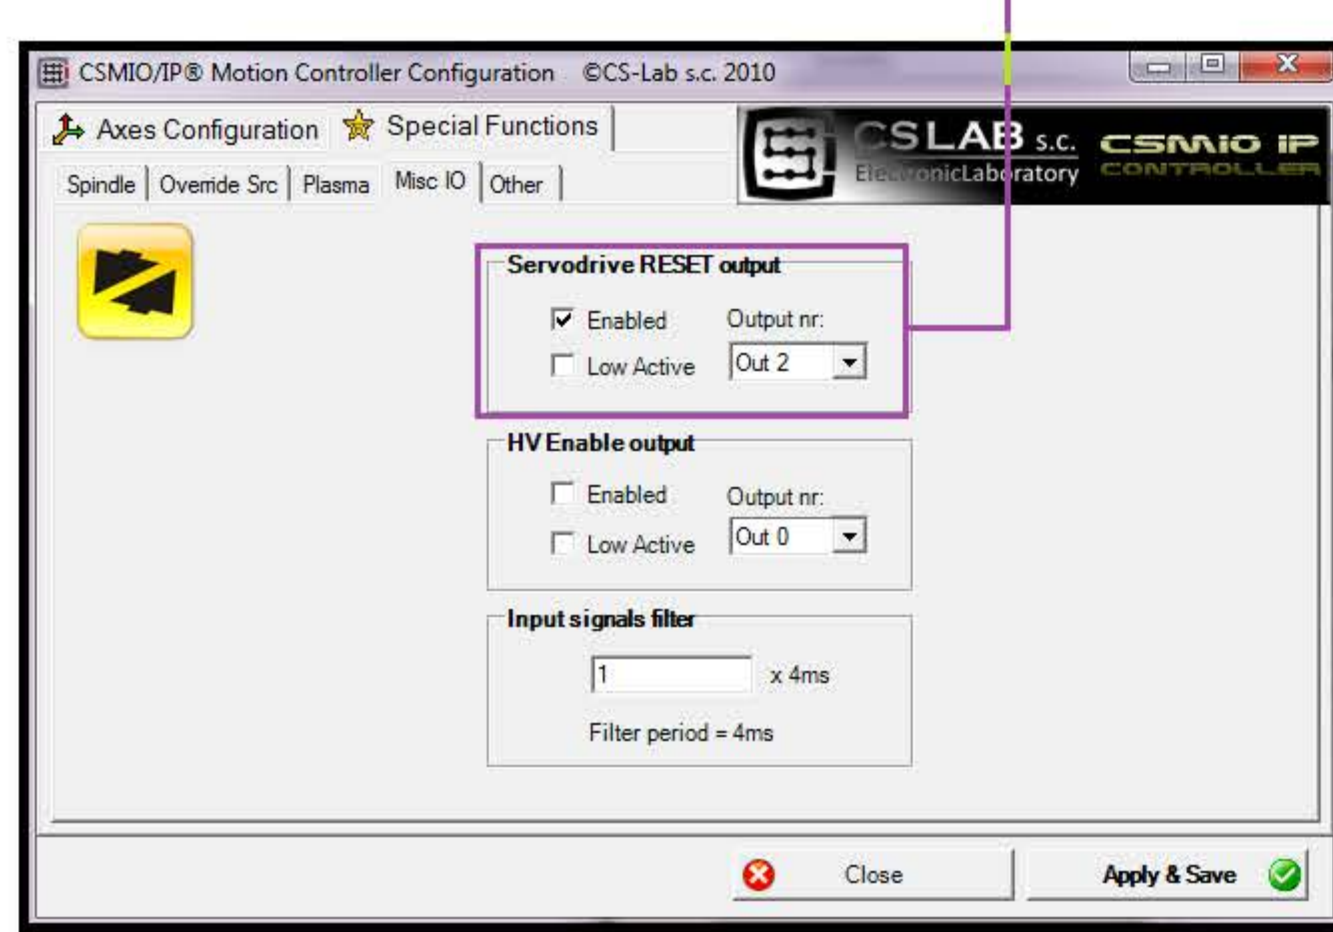 CSMIO/IP® Motion Controller Configuration ©CS-Lab s.c. 2010
Axes Configuration Special Functions
CSLAB s.c.
ElectronicLaboratory
CSMIO IP
CONTROLLER
Spindle Override Src Plasma Misc IO Other
Servodrive RESET output
Enabled Output nr:
Low Active Out 2
HV Enable output
Enabled Output nr:
Low Active Out 0
Input signals filter
1 x 4ms
Filter period = 4ms
Close Apply & Save